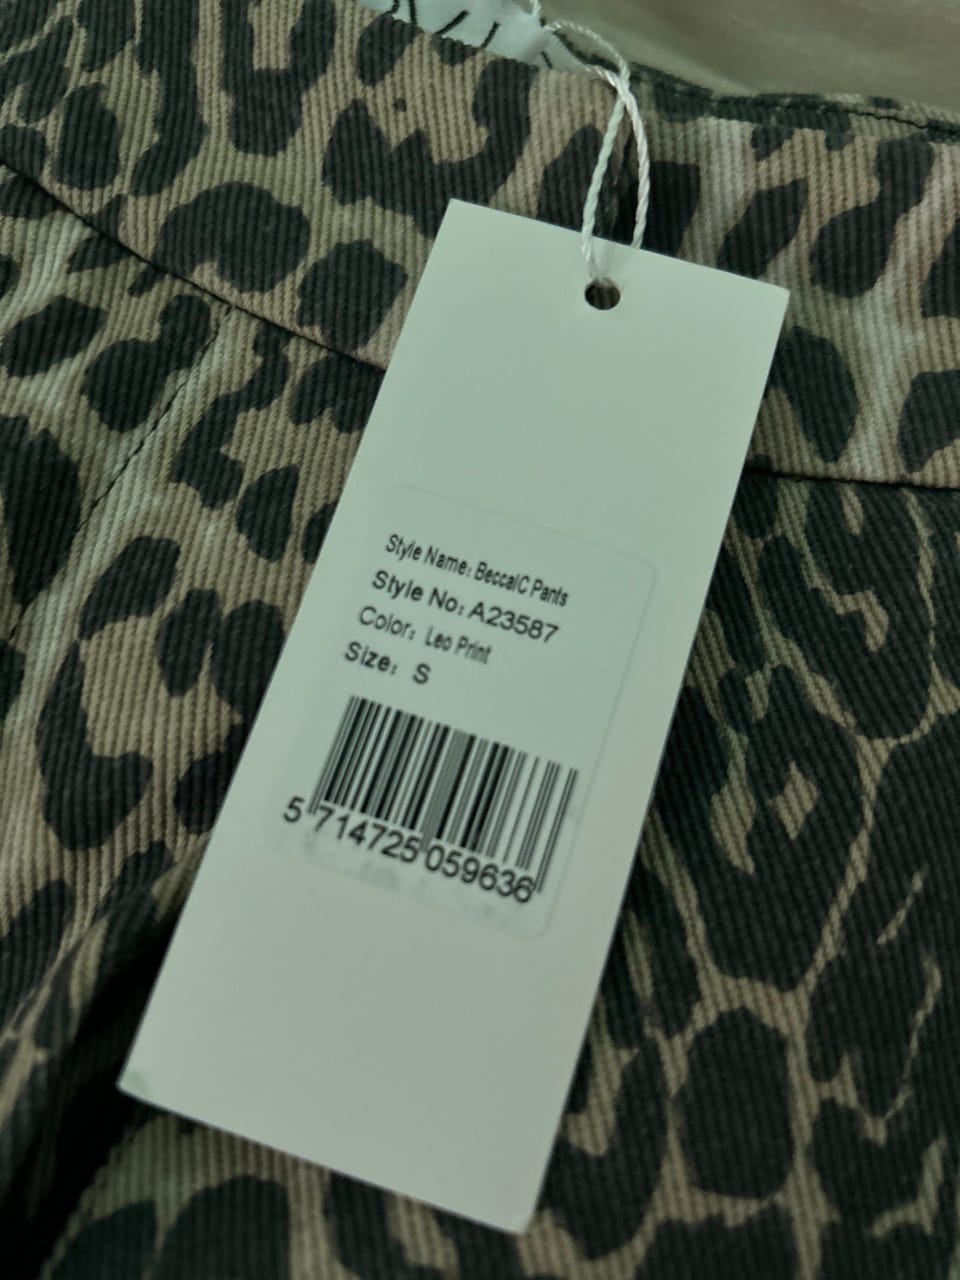 Style Name: BeccaIC Pants
Style No: A23587
Color: Leo Print
Size: S
5 714725 059636